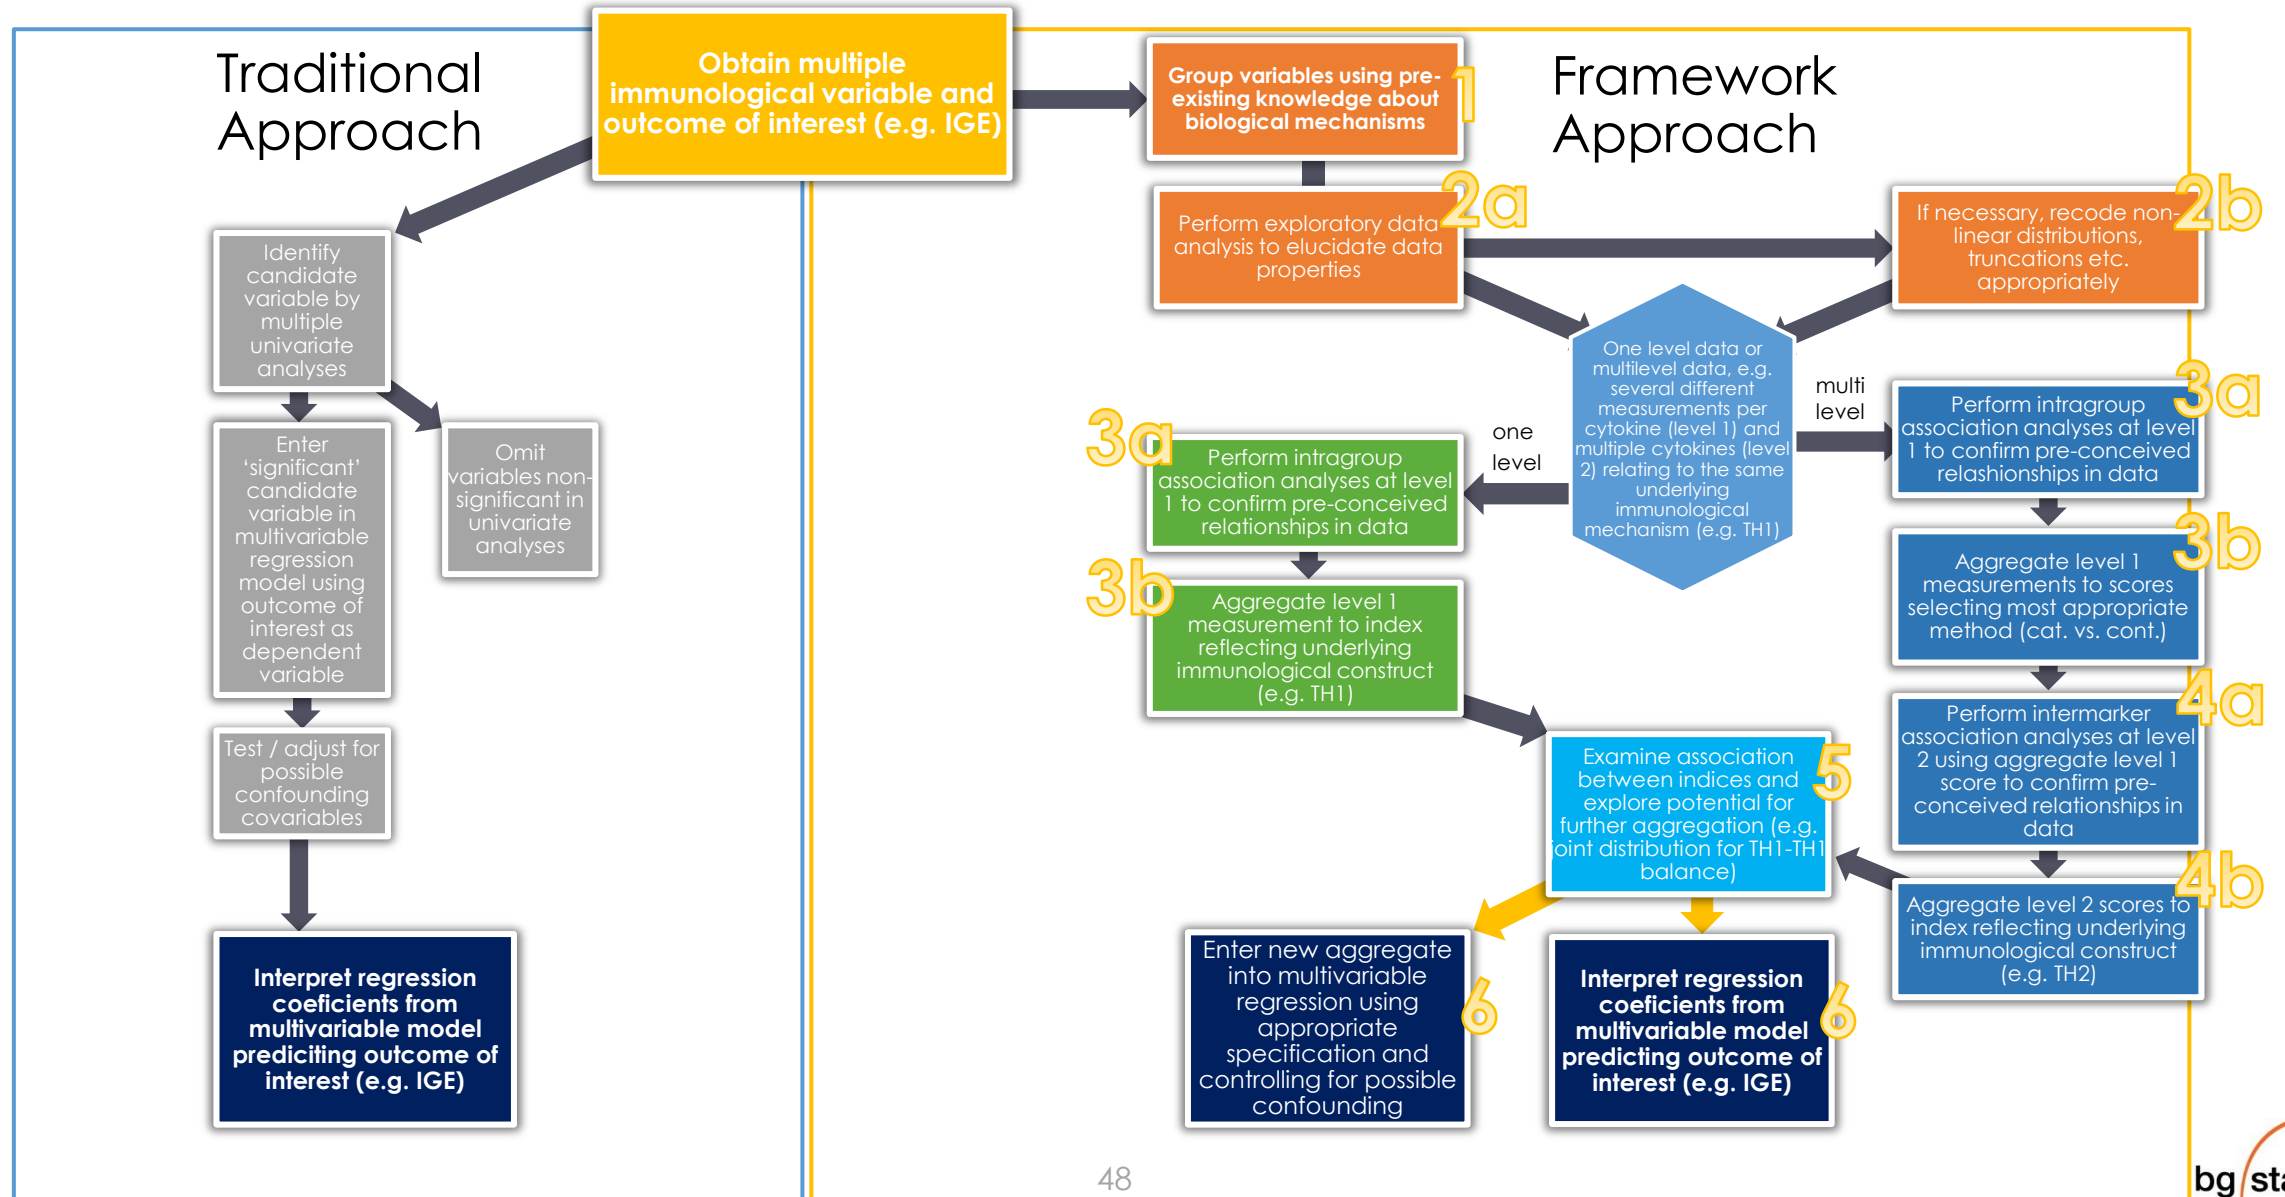 Traditional
Approach
Obtain multiple
immunological variable and
outcome of interest (e.g. IGE)
Group variables using pre-
existing knowledge about
biological mechanisms
1
Framework
Approach
Identify
candidate
variable by
multiple
univariate
analyses
Omit
variables non-
significant in
univariate
analyses
Enter
‘significant’
candidate
variable in
multivariable
regression
model using
outcome of
interest as
dependent
variable
Test / adjust for
possible
confounding
covariables
Interpret regression
coeficients from
multivariable model
prediciting outcome of
interest (e.g. IGE)
2a
Perform exploratory data
analysis to elucidate data
properties
2b
If necessary, recode non-
linear distributions,
truncations etc.
appropriately
One level data or
multilevel data, e.g.
several different
measurements per
cytokine (level 1) and
multiple cytokines (level
2) relating to the same
underlying
immunological
mechanism (e.g. TH1)
one
level
multi
level
3a
Perform intragroup
association analyses at level
1 to confirm pre-conceived
relationships in data
3b
Aggregate level 1
measurement to index
reflecting underlying
immunological construct
(e.g. TH1)
3a
Perform intragroup
association analyses at level
1 to confirm pre-conceived
relashionships in data
3b
Aggregate level 1
measurements to scores
selecting most appropriate
method (cat. vs. cont.)
4a
Perform intermarker
association analyses at level
2 using aggregate level 1
score to confirm pre-
conceived relationships in
data
4b
Aggregate level 2 scores to
index reflecting underlying
immunological construct
(e.g. TH2)
5
Examine association
between indices and
explore potential for
further aggregation (e.g.
joint distribution for TH1-TH1
balance)
Enter new aggregate
into multivariable
regression using
appropriate
specification and
controlling for possible
confounding
6
Interpret regression
coeficients from
multivariable model
predicting outcome of
interest (e.g. IGE)
6
48
bg sta